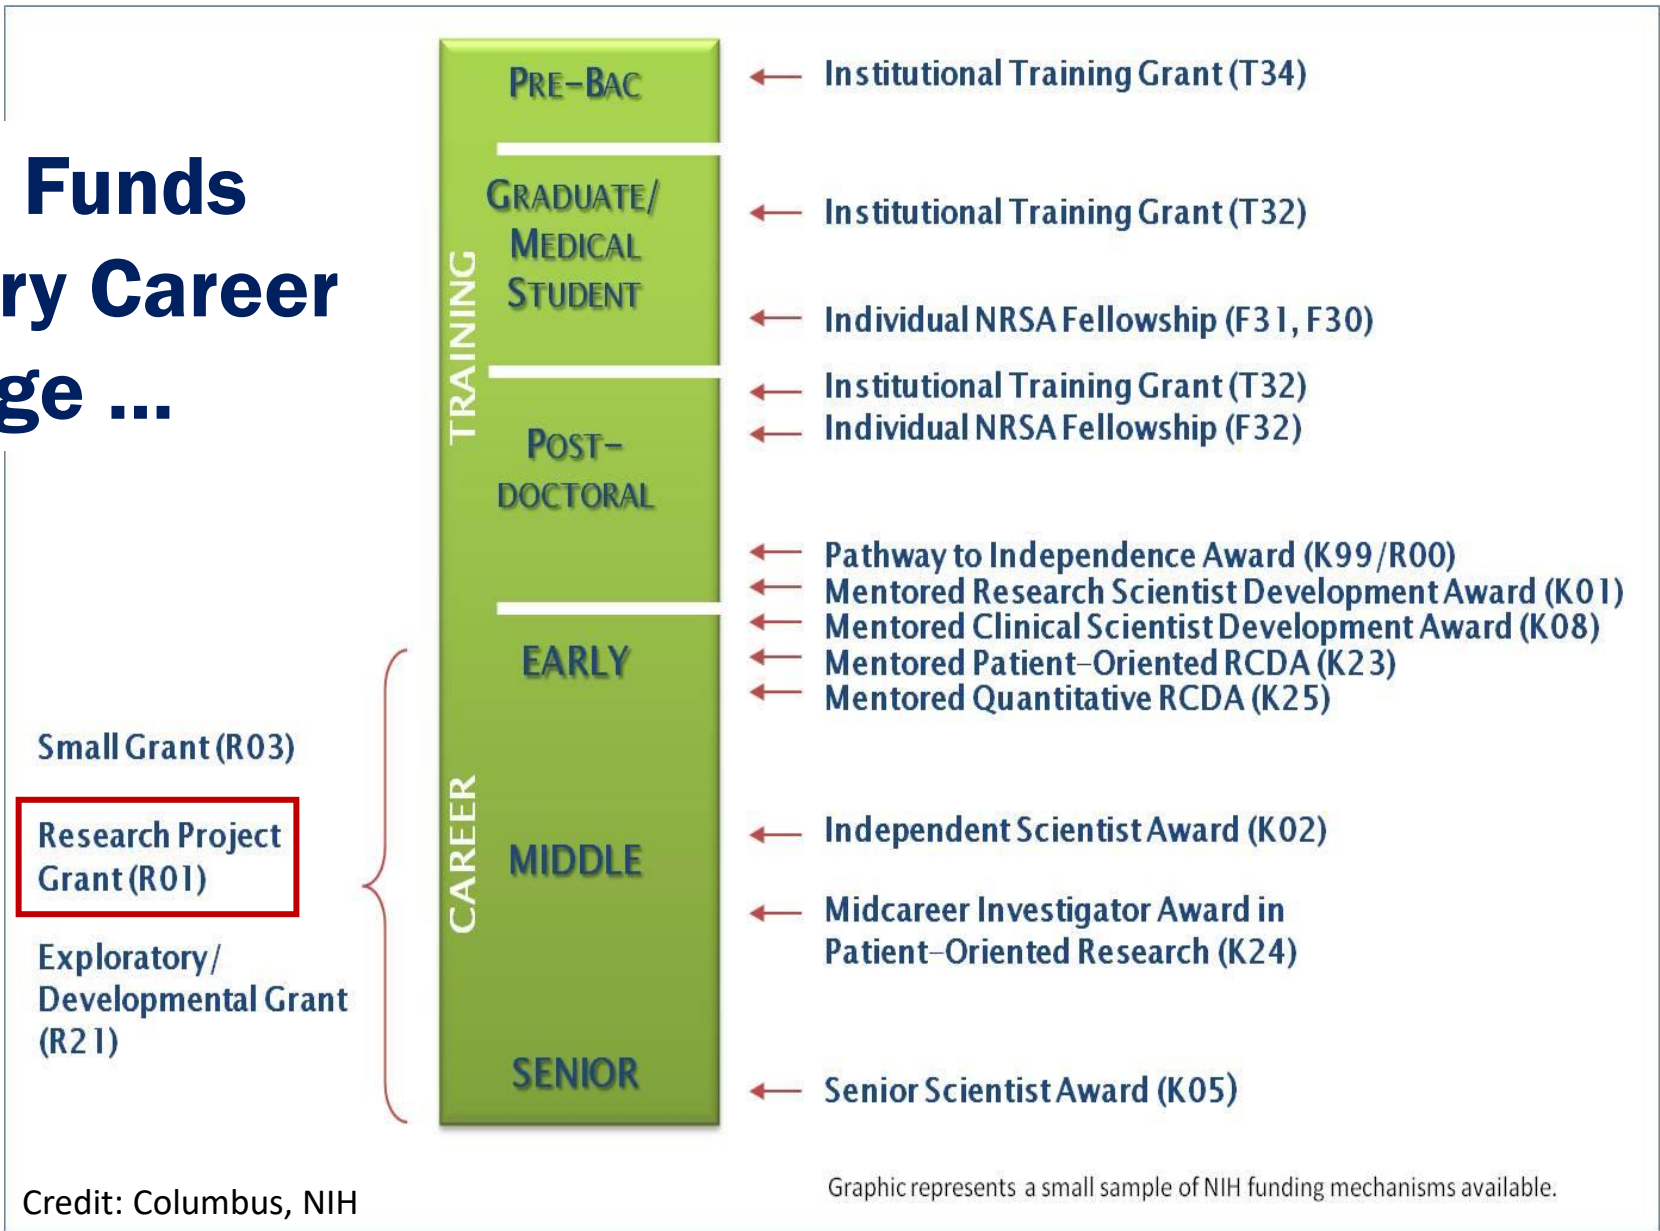 Funds
ry Career
ge ...
PRE-BAC
GRADUATE/
MEDICAL
STUDENT
TRAINING
POST-
DOCTORAL
EARLY
CAREER
MIDDLE
SENIOR
Institutional Training Grant (T34)
Institutional Training Grant (T32)
Individual NRSA Fellowship (F31, F30)
Institutional Training Grant (T32)
Individual NRSA Fellowship (F32)
Pathway to Independence Award (K99/R00)
Mentored Research Scientist Development Award (K01)
Mentored Clinical Scientist Development Award (K08)
Mentored Patient-Oriented RCDA (K23)
Mentored Quantitative RCDA (K25)
Independent Scientist Award (K02)
Midcareer Investigator Award in
Patient-Oriented Research (K24)
Senior Scientist Award (K05)
Small Grant (R03)
Research Project
Grant (R01)
Exploratory/
Developmental Grant
(R21)
Credit: Columbus, NIH
Graphic represents a small sample of NIH funding mechanisms available.